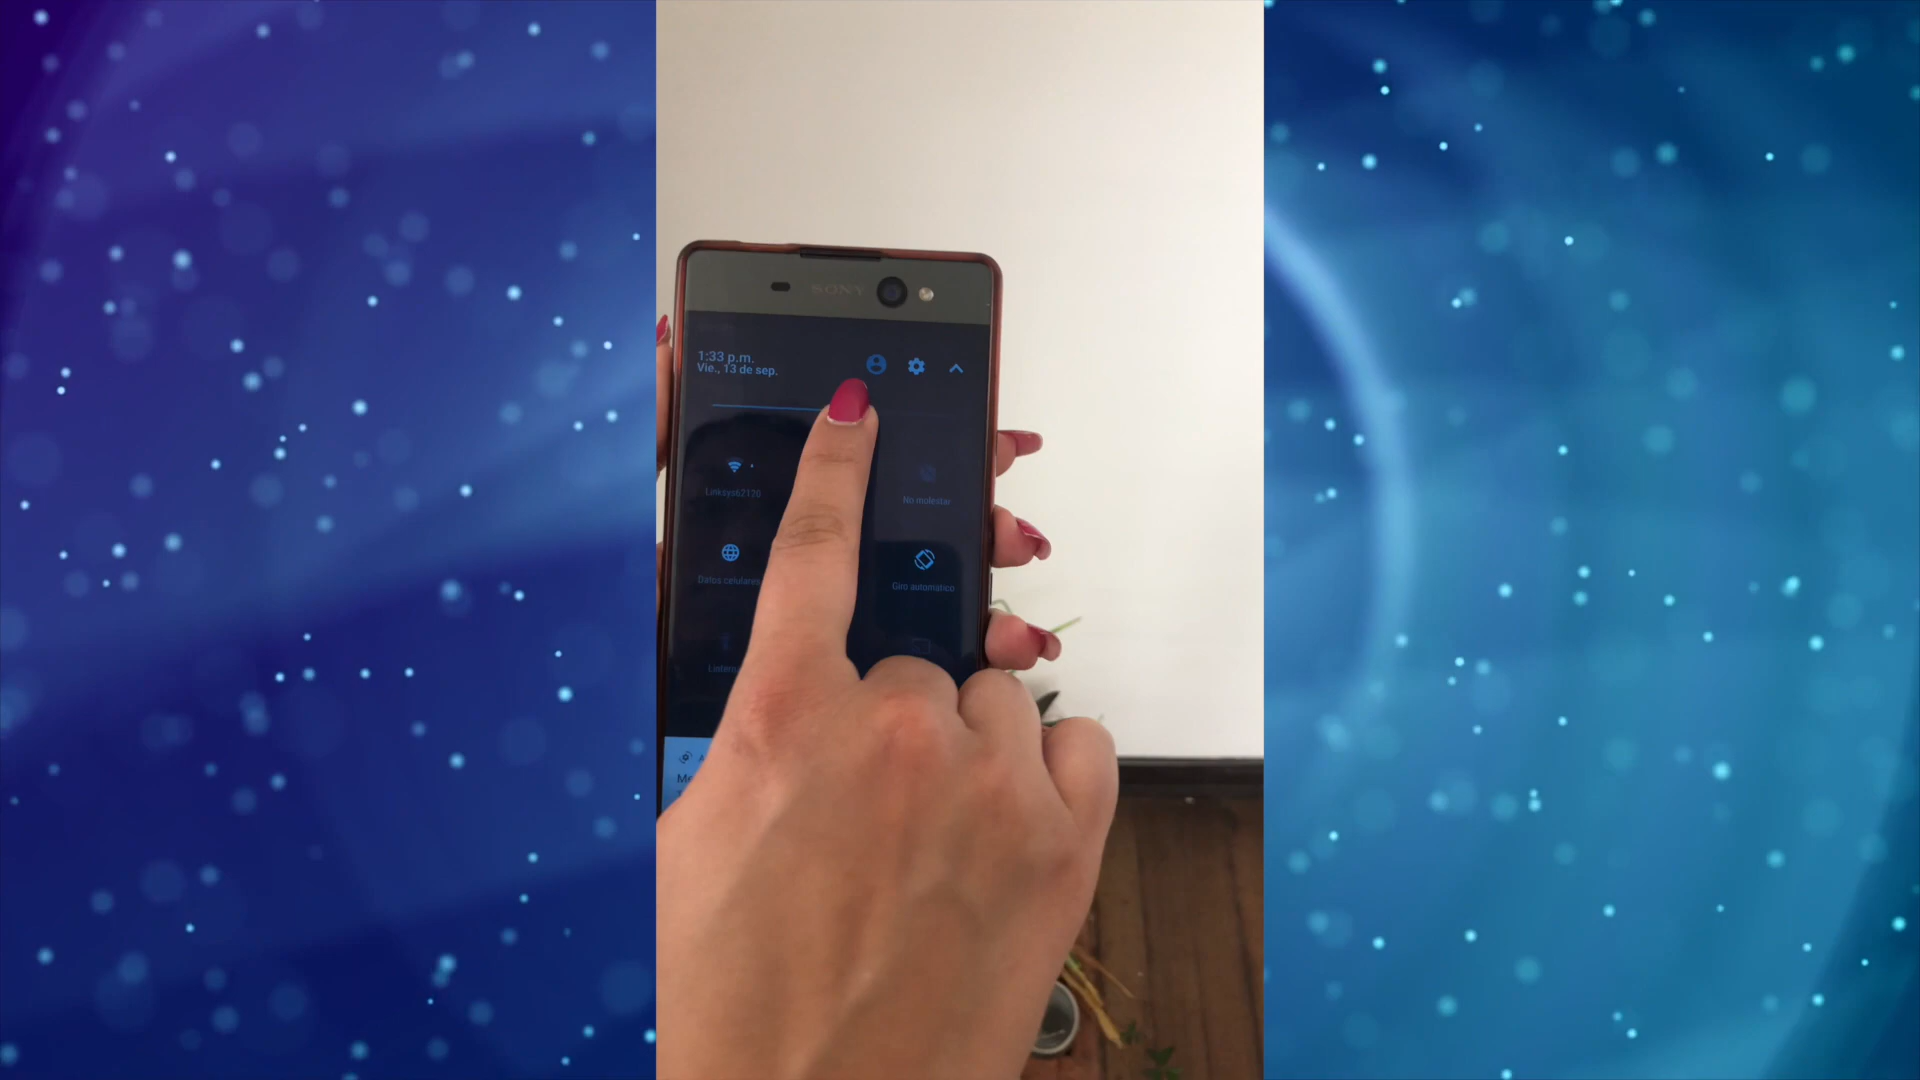 SONY
1:33 p.m.
Vie., 13 de sep.
Linksys62120
No molestar
Datos celulares
Giro automático